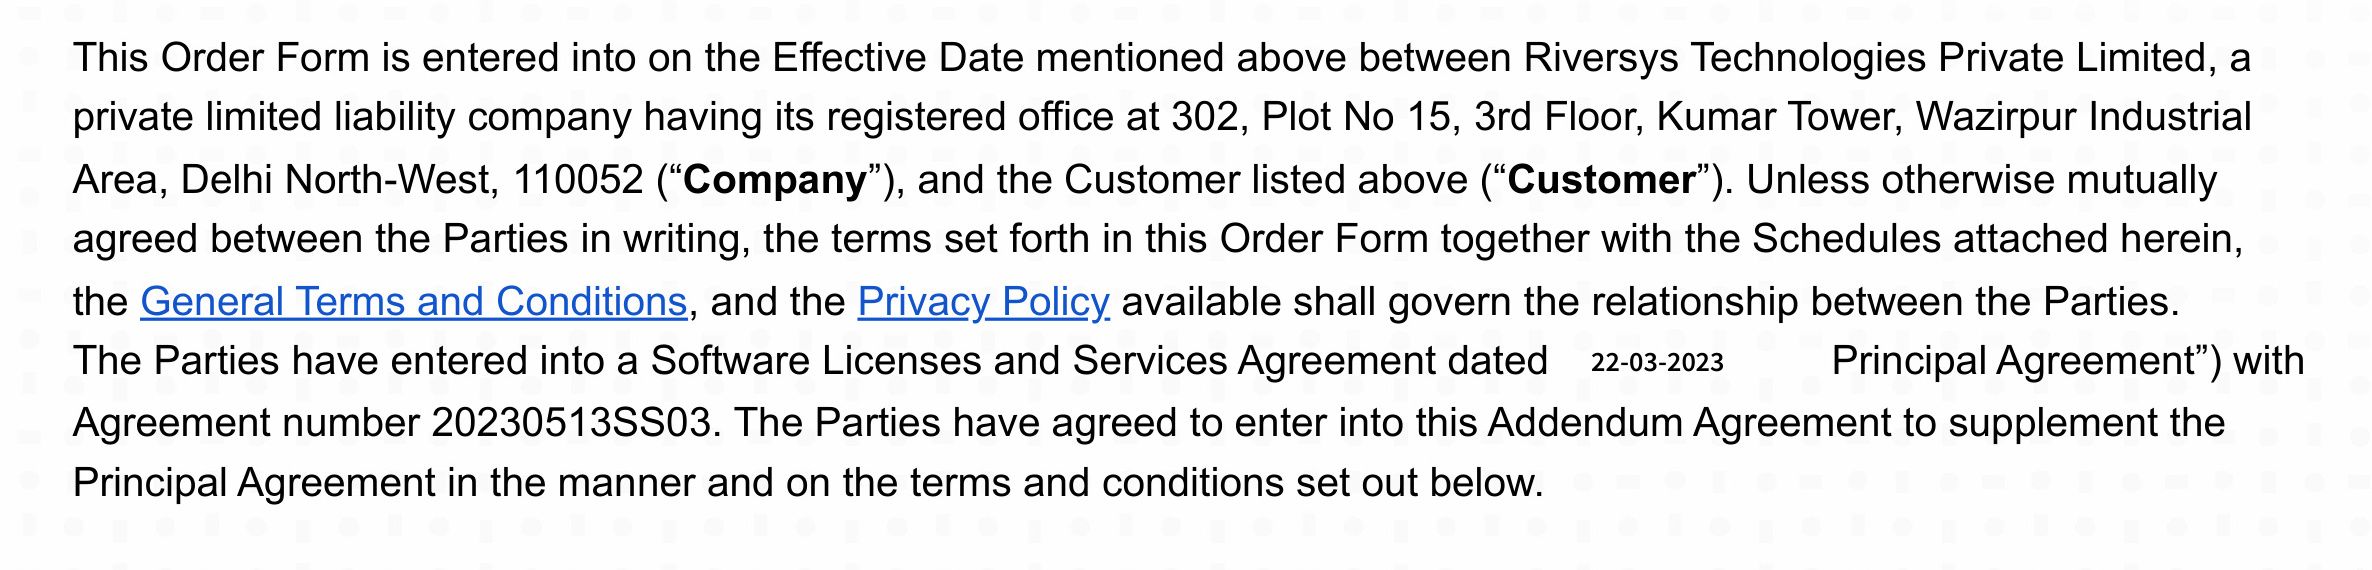 This Order Form is entered into on the Effective Date mentioned above between Riversys Technologies Private Limited, a
private limited liability company having its registered office at 302, Plot No 15, 3rd Floor, Kumar Tower, Wazirpur Industrial
Area, Delhi North-West, 110052 (“Company”), and the Customer listed above (“Customer”). Unless otherwise mutually
agreed between the Parties in writing, the terms set forth in this Order Form together with the Schedules attached herein,
the General Terms and Conditions, and the Privacy Policy available shall govern the relationship between the Parties.
The Parties have entered into a Software Licenses and Services Agreement dated 22-03-2023 Principal Agreement”) with
Agreement number 20230513SS03. The Parties have agreed to enter into this Addendum Agreement to supplement the
Principal Agreement in the manner and on the terms and conditions set out below.